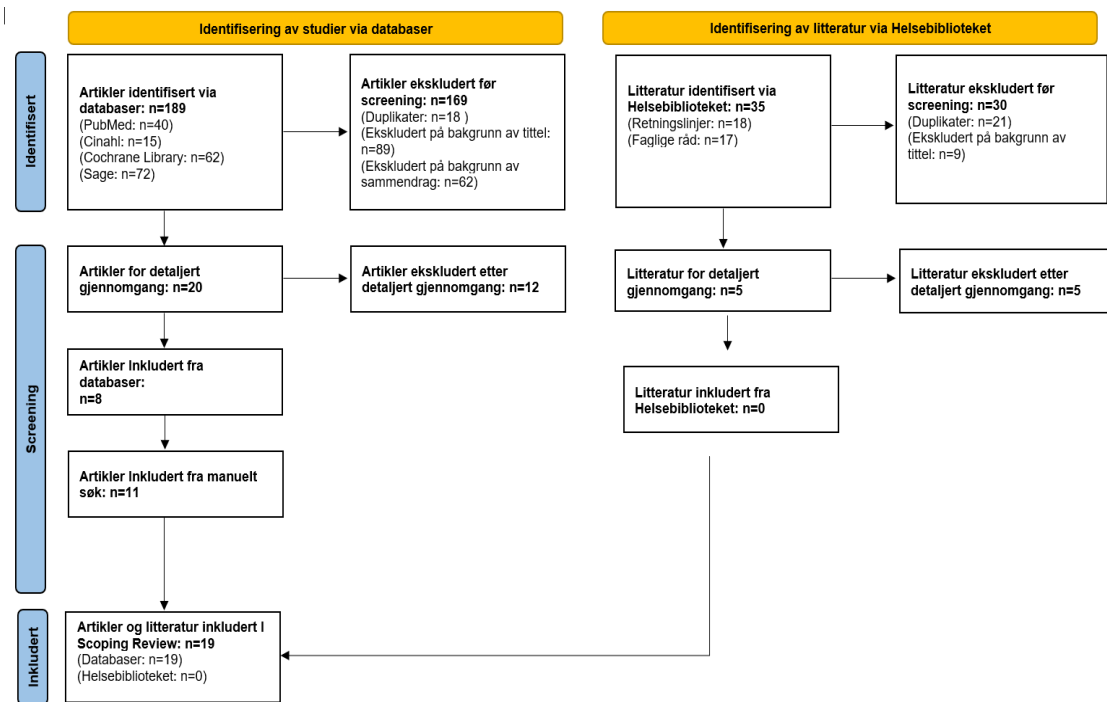 Identifisering av studier via databaser
Identifisering av litteratur via Helsebiblioteket
Identifisert
Artikler identifisert via
databaser: n=189
(PubMed: n=40)
(Cinahl: n=15)
(Cochrane Library: n=62)
(Sage: n=72)
Artikler ekskludert før
screening: n=169
(Duplikater: n=18 )
(Ekskludert på bakgrunn av tittel:
n=89)
(Ekskludert på bakgrunn av
sammendrag: n=62)
Litteratur identifisert via
Helsebiblioteket: n=35
(Retningslinjer: n=18)
(Faglige råd: n=17)
Litteratur ekskludert før
screening: n=30
(Duplikater: n=21)
(Ekskludert på bakgrunn av
tittel: n=9)
Screening
Artikler for detaljert
gjennomgang: n=20
Artikler ekskludert etter
detaljert gjennomgang: n=12
Litteratur for detaljert
gjennomgang: n=5
Litteratur ekskludert etter
detaljert gjennomgang: n=5
Artikler Inkludert fra
databaser:
n=8
Litteratur inkludert fra
Helsebiblioteket: n=0
Artikler Inkludert fra manuelt
søk: n=11
Inkludert
Artikler og litteratur inkludert I
Scoping Review: n=19
(Databaser: n=19)
(Helsebiblioteket: n=0)